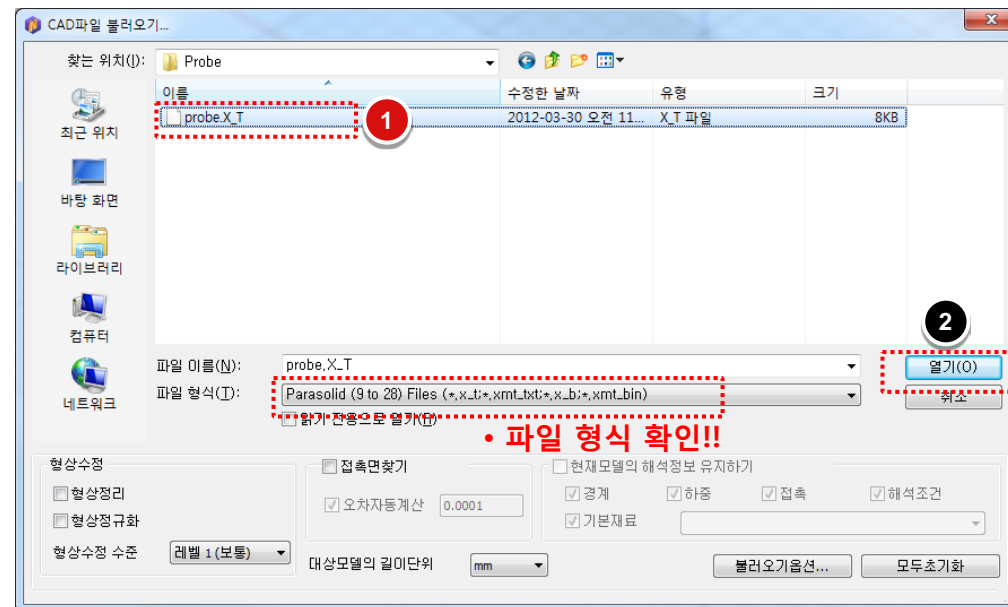 CAD파일 불러오기...
찾는 위치(I): Probe
이름 수정한 날짜 유형 크기
probe.X_T 1 2012-03-30 오전 11... X_T 파일 8KB
최근 위치
바탕 화면
라이브러리
컴퓨터
네트워크
2
파일 이름(N): probe.X_T 열기(O)
파일 형식(T): Parasolid (9 to 28) Files (*.x_t;*.xmt_txt;*.x_b;*.xmt_bin) 취소
읽기 전용으로 열기(R)
• 파일 형식 확인!!
형상수정 접촉면찾기 현재모델의 해석정보 유지하기
형상정리 오차자동계산 0.0001 경계 하중 접촉 해석조건
형상정규화 기본재료
형상수정 수준 레벨 1 (보통) 대상모델의 길이단위 mm 불러오기옵션... 모두초기화